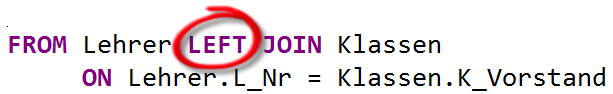 FROM Lehrer LEFT JOIN Klassen
ON Lehrer.L_Nr = Klassen.K_Vorstand